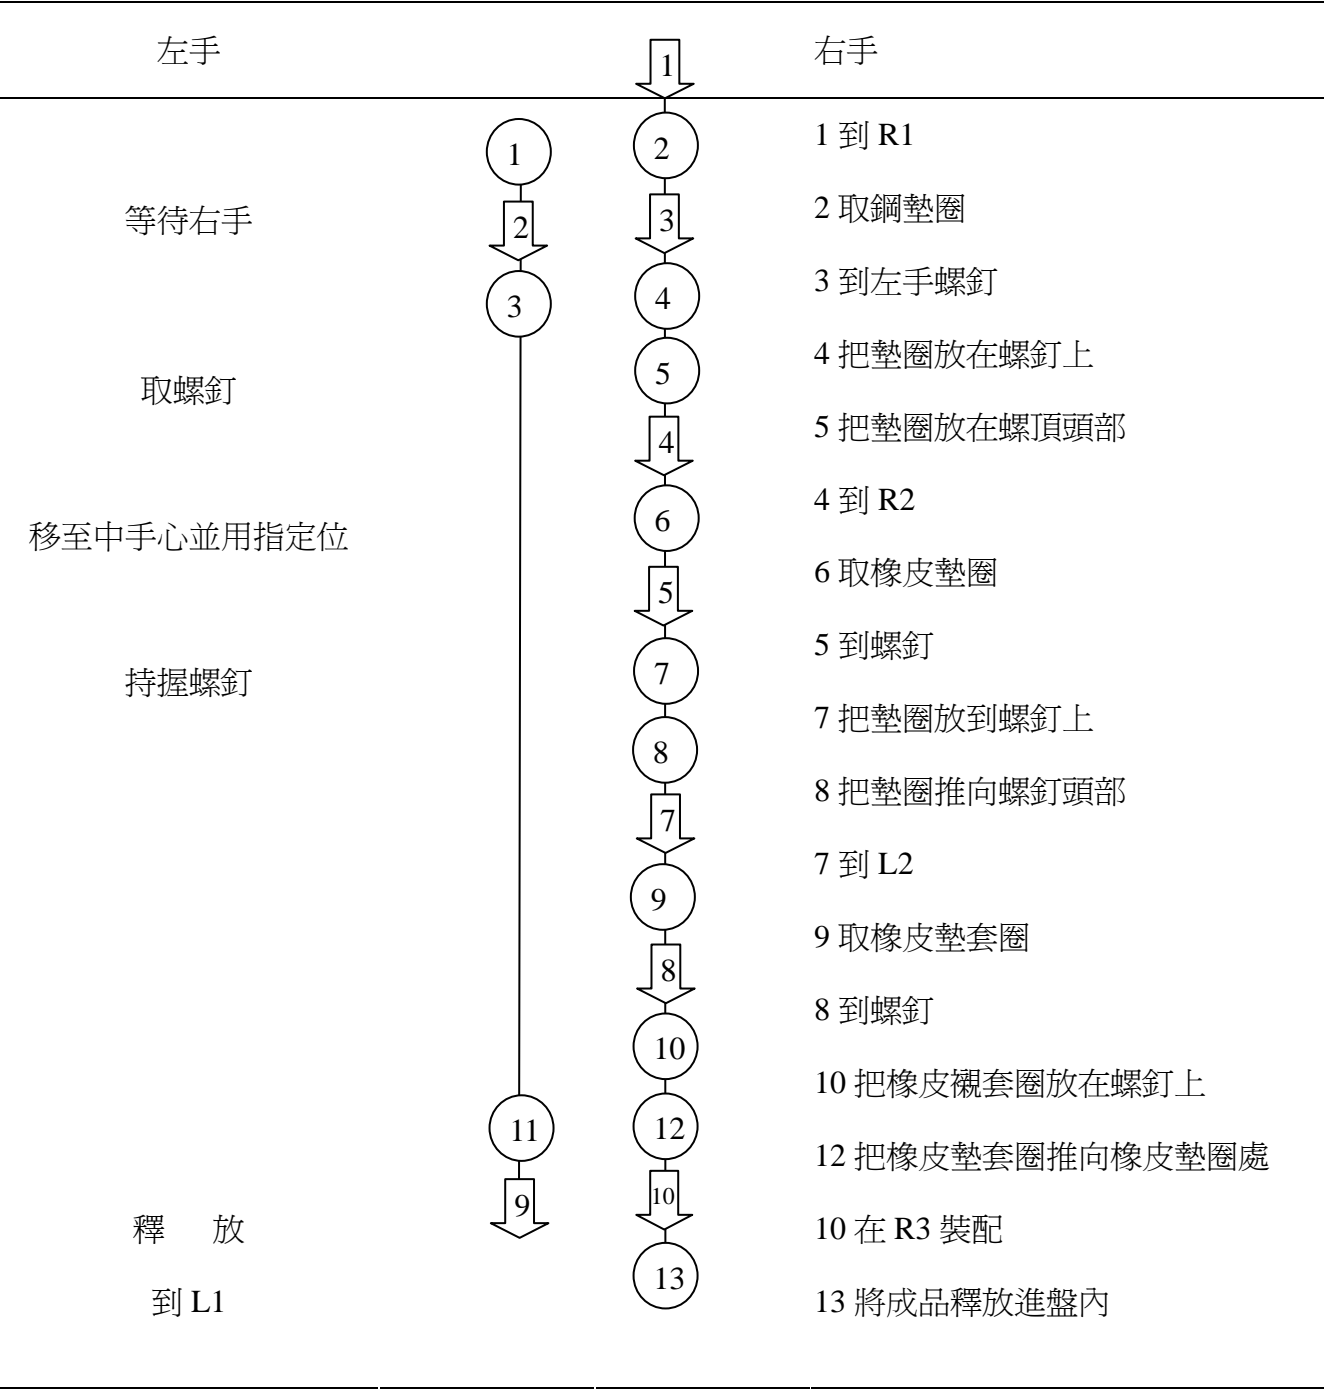 左手
1
右手
1
2
1 到 R1
等待右手
2
3
2 取鋼墊圈
3
4
3 到左手螺釘
取螺釘
5
4 把墊圈放在螺釘上
4
5 把墊圈放在螺頂頭部
移至中手心並用指定位
6
4 到 R2
5
6 取橡皮墊圈
持握螺釘
7
5 到螺釘
8
7 把墊圈放到螺釘上
7
8 把墊圈推向螺釘頭部
9
7 到 L2
8
9 取橡皮墊套圈
10
8 到螺釘
11
12
10 把橡皮襯套圈放在螺釘上
9
10
12 把橡皮墊套圈推向橡皮墊圈處
釋 放
13
10 在 R3 裝配
到 L1
13 將成品釋放進盤內